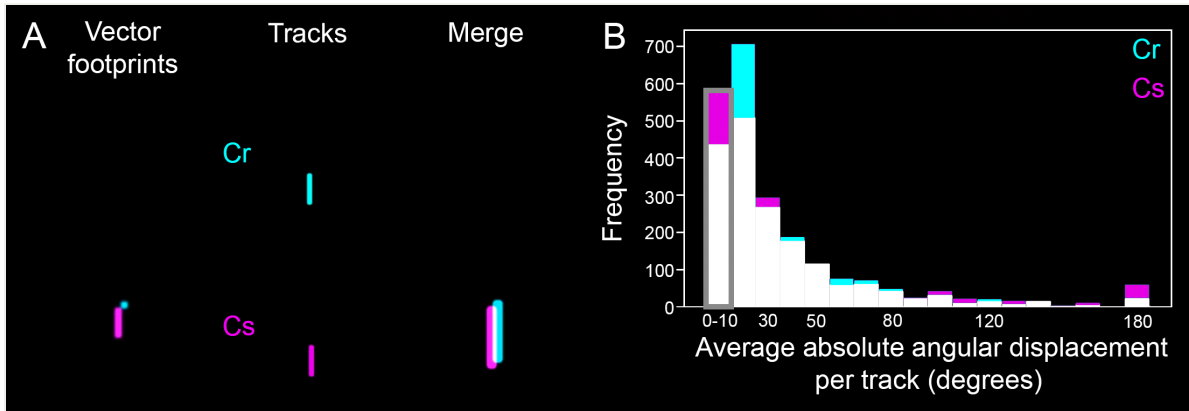 A
Vector
footprints
Tracks
Merge
Cr
Cs
B
Cr
Cs
Frequency
700
600
500
400
300
200
100
0
0-10 30 50 80 120 180
Average absolute angular displacement
per track (degrees)